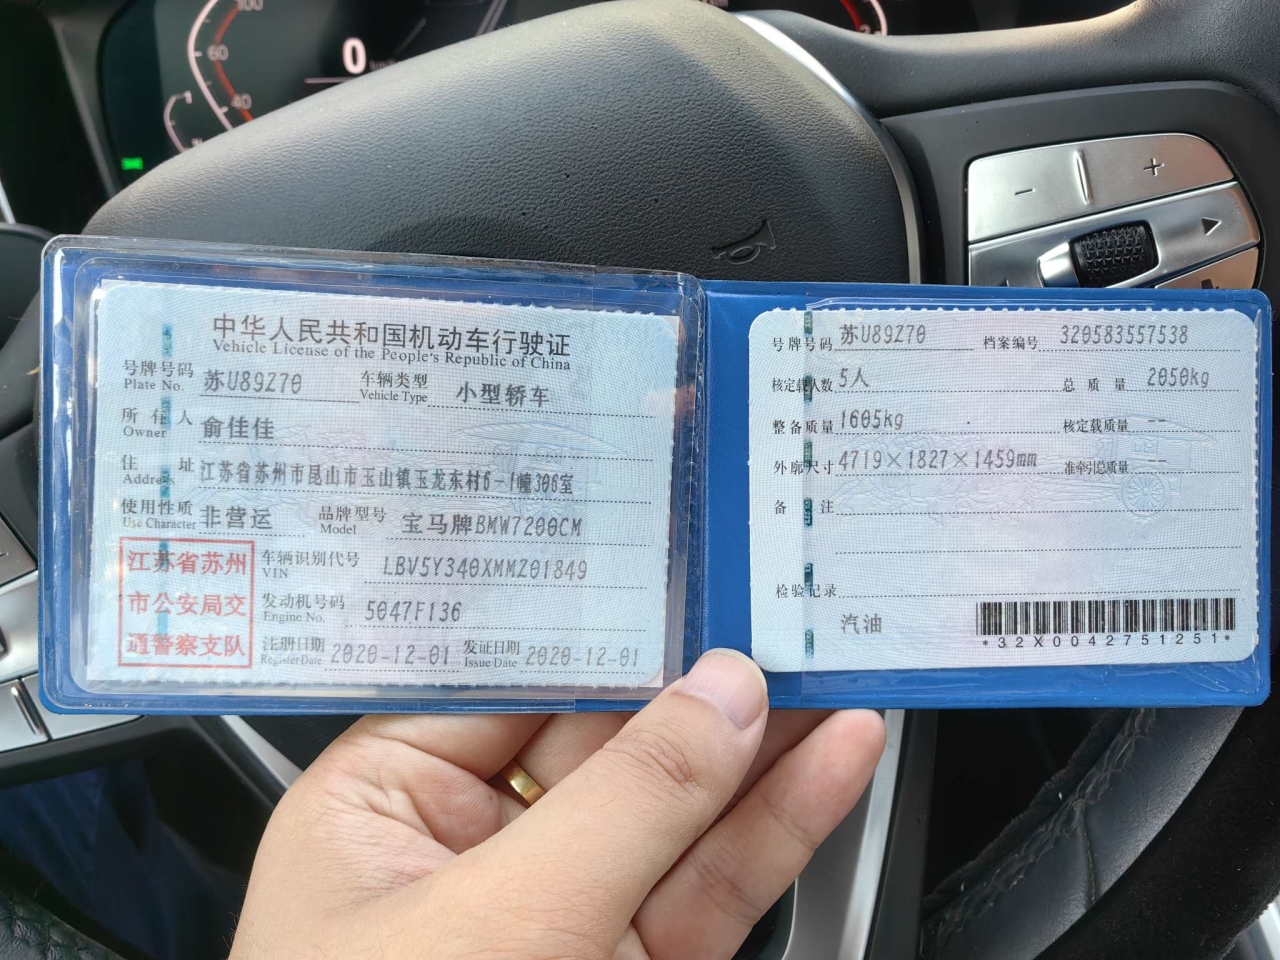 100
60
40
0
中华人民共和国机动车行驶证
Vehicle License of the People's Republic of China
号牌号码 Plate No. 苏U89Z70 车辆类型 Vehicle Type 小型轿车
所有人 Owner 俞佳佳
住址 Address 江苏省苏州市昆山市玉山镇玉龙东村6-1幢306室
使用性质 Use Character 非营运 品牌型号 Model 宝马牌BMW7200CM
江苏省苏州
市公安局交
通警察支队
车辆识别代号 VIN LBV5Y340XMMZ01849
发动机号码 Engine No. 5047F136
注册日期 Register Date 2020-12-01 发证日期 Issue Date 2020-12-01
号牌号码 苏U89Z70 档案编号 320583557538
核定载人数 5人 总质量 2050kg
整备质量 1605kg 核定载质量 --
外廓尺寸 4719×1827×1459mm 准牵引总质量 --
备注
检验记录
汽油
*32X0042751251*